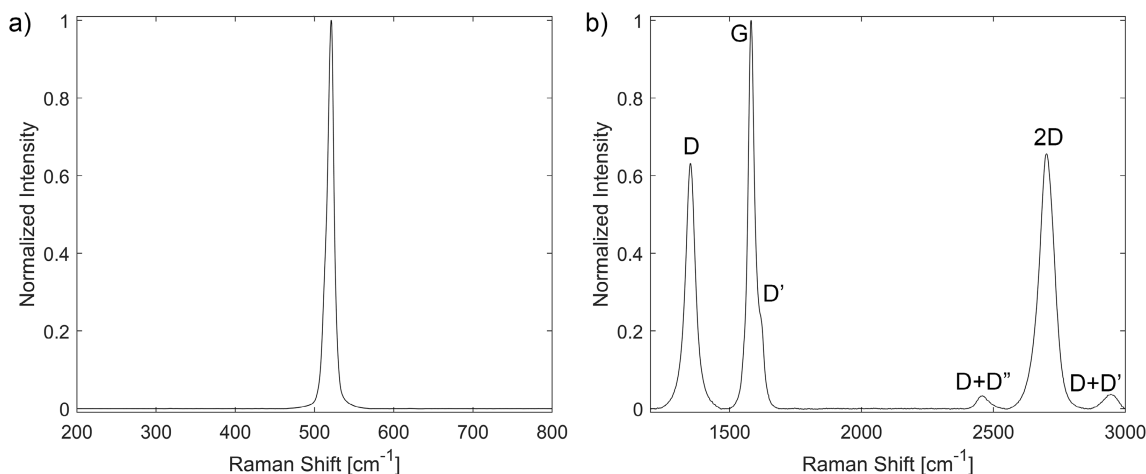 a)
1
0.8
0.6
0.4
0.2
0
200 300 400 500 600 700 800
Raman Shift [cm⁻¹]
Normalized Intensity
b)
1
0.8
0.6
0.4
0.2
0
1500 2000 2500 3000
Raman Shift [cm⁻¹]
Normalized Intensity
D
G
D’
D+D”
2D
D+D’